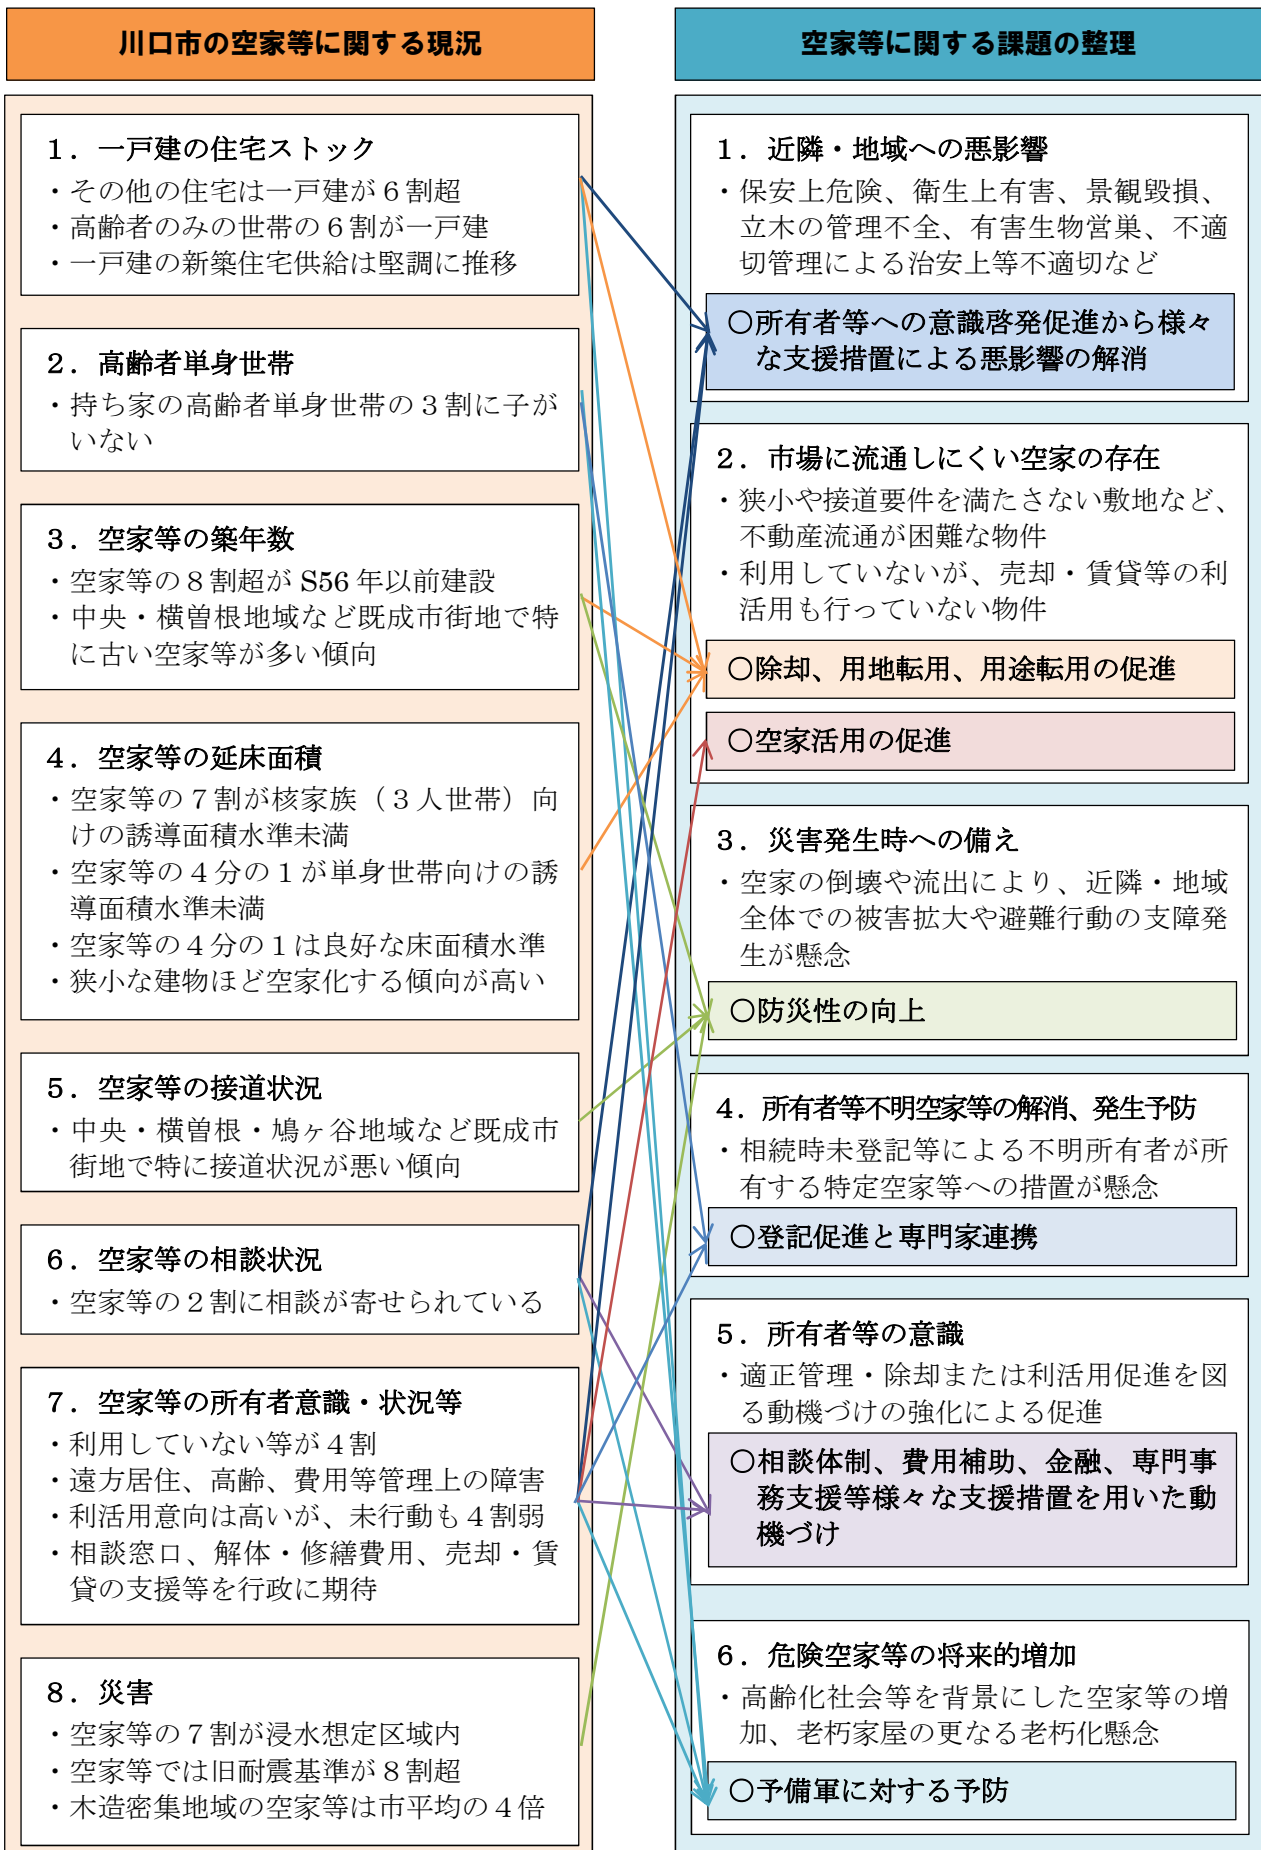 川口市の空家等に関する現況
1．一戸建の住宅ストック
・その他の住宅は一戸建が６割超
・高齢者のみの世帯の６割が一戸建
・一戸建の新築住宅供給は堅調に推移
2．高齢者単身世帯
・持ち家の高齢者単身世帯の３割に子が
いない
3．空家等の築年数
・空家等の８割超が S56 年以前建設
・中央・横曽根地域など既成市街地で特
に古い空家等が多い傾向
4．空家等の延床面積
・空家等の７割が核家族（３人世帯）向
けの誘導面積水準未満
・空家等の４分の１が単身世帯向けの誘
導面積水準未満
・空家等の４分の１は良好な床面積水準
・狭小な建物ほど空家化する傾向が高い
5．空家等の接道状況
・中央・横曽根・鳩ヶ谷地域など既成市
街地で特に接道状況が悪い傾向
6．空家等の相談状況
・空家等の２割に相談が寄せられている
7．空家等の所有者意識・状況等
・利用していない等が４割
・遠方居住、高齢、費用等管理上の障害
・利活用意向は高いが、未行動も４割弱
・相談窓口、解体・修繕費用、売却・賃
貸の支援等を行政に期待
8．災害
・空家等の７割が浸水想定区域内
・空家等では旧耐震基準が８割超
・木造密集地域の空家等は市平均の４倍
空家等に関する課題の整理
1．近隣・地域への悪影響
・保安上危険、衛生上有害、景観毀損、
立木の管理不全、有害生物営巣、不適
切管理による治安上等不適切など
〇所有者等への意識啓発促進から様々
な支援措置による悪影響の解消
2．市場に流通しにくい空家の存在
・狭小や接道要件を満たさない敷地など、
不動産流通が困難な物件
・利用していないが、売却・賃貸等の利
活用も行っていない物件
〇除却、用地転用、用途転用の促進
〇空家活用の促進
3．災害発生時への備え
・空家の倒壊や流出により、近隣・地域
全体での被害拡大や避難行動の支障発
生が懸念
〇防災性の向上
4．所有者等不明空家等の解消、発生予防
・相続時未登記等による不明所有者が所
有する特定空家等への措置が懸念
〇登記促進と専門家連携
5．所有者等の意識
・適正管理・除却または利活用促進を図
る動機づけの強化による促進
〇相談体制、費用補助、金融、専門事
務支援等様々な支援措置を用いた動
機づけ
6．危険空家等の将来的増加
・高齢化社会等を背景にした空家等の増
加、老朽家屋の更なる老朽化懸念
〇予備軍に対する予防